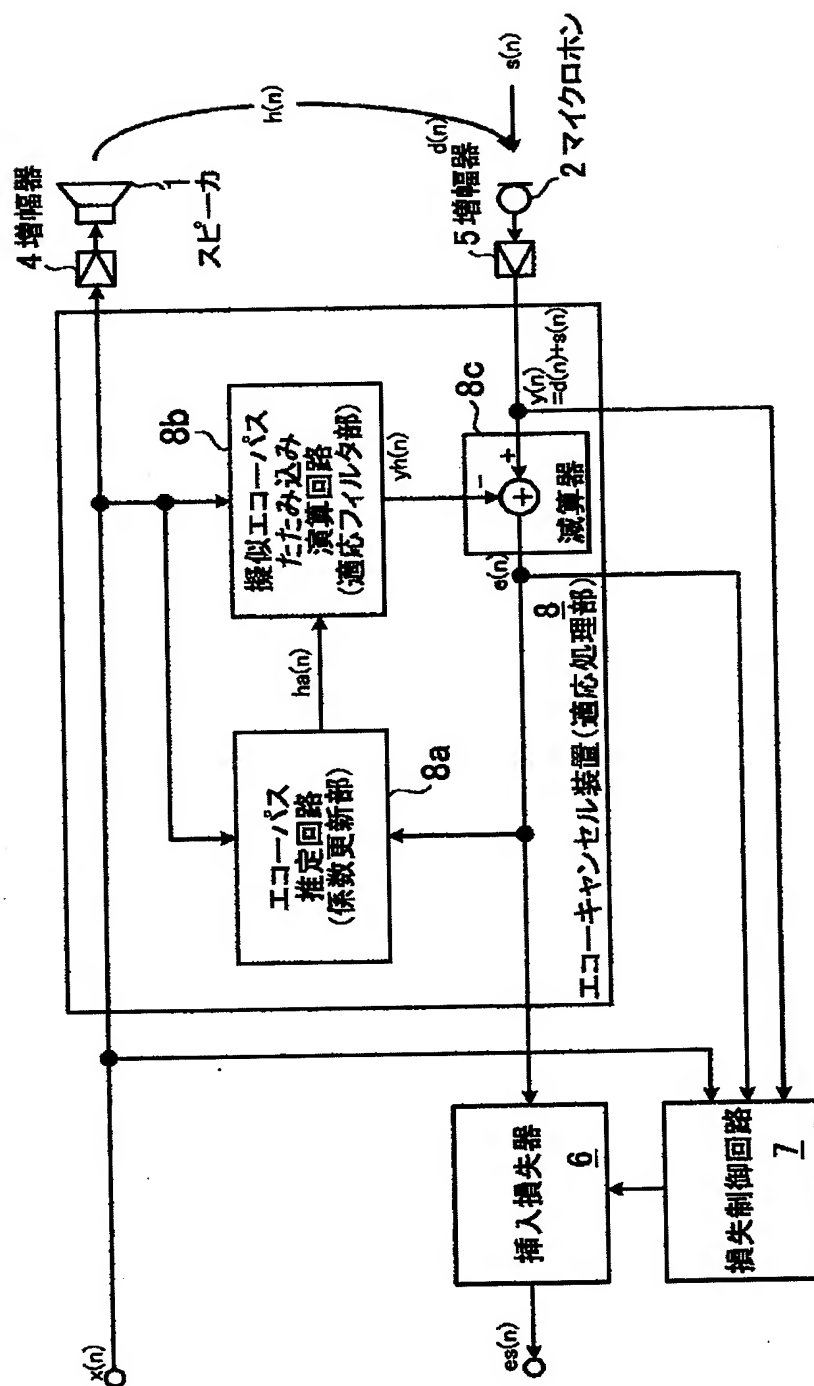 x(n)
4 増幅器
1
スピーカ
h(n)
s(n)
d(n)
2 マイクロホン
5 増幅器
y(n)
=d(n)+s(n)
8b
擬似エコーパス
たたみ込み
演算回路
(適応フィルタ部)
yh(n)
8c
+
-
+
減算器
e(n)
ha(n)
エコーパス
推定回路
(係数更新部)
8a
8
エコーキャンセル装置(適応処理部)
挿入損失器
6
es(n)
損失制御回路
7